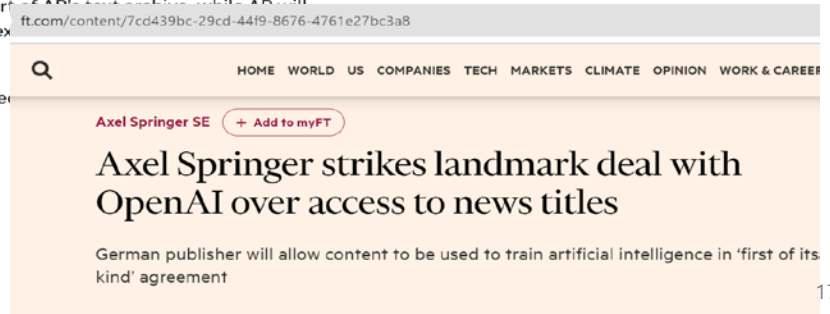 ft.com/content/7cd439bc-29cd-44f9-8676-4761e27bc3a8
HOME WORLD US COMPANIES TECH MARKETS CLIMATE OPINION WORK & CAREER
Axel Springer SE + Add to myFT
Axel Springer strikes landmark deal with
OpenAI over access to news titles
German publisher will allow content to be used to train artificial intelligence in ‘first of its
kind’ agreement
17